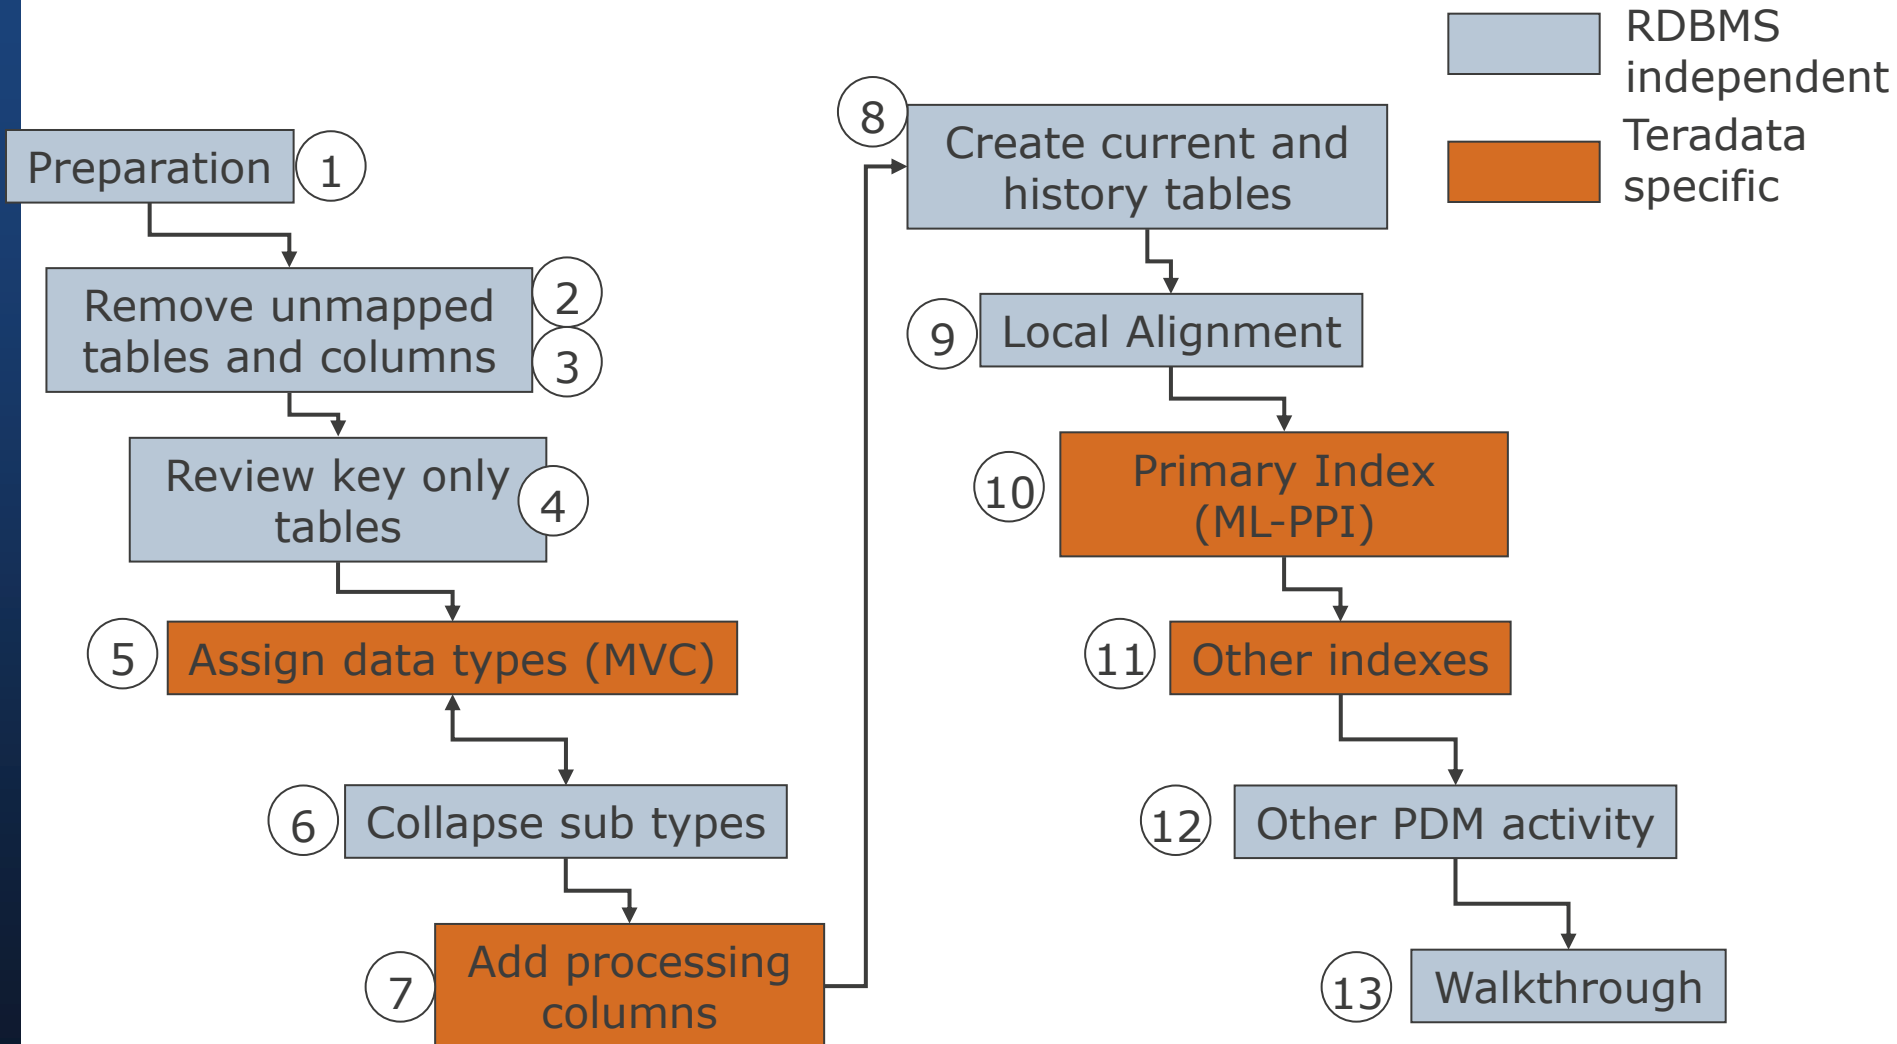 Preparation
1
Remove unmapped
tables and columns
2
3
Review key only
tables
4
5
Assign data types (MVC)
6
Collapse sub types
7
Add processing
columns
8
Create current and
history tables
9
Local Alignment
10
Primary Index
(ML-PPI)
11
Other indexes
12
Other PDM activity
13
Walkthrough
RDBMS
independent
Teradata
specific